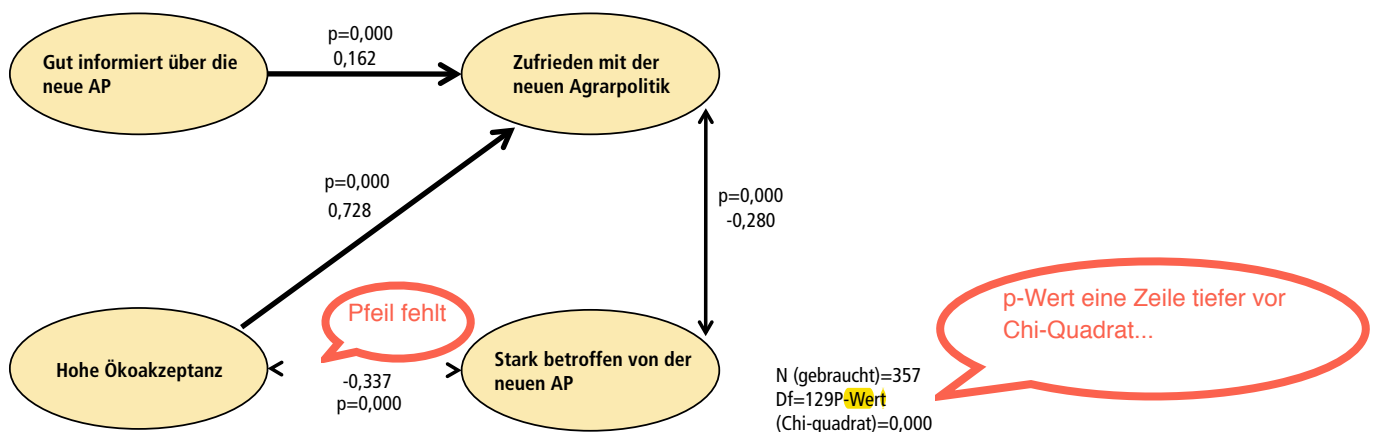 p=0,000
0,162
Gut informiert über die
neue AP
Zufrieden mit der
neuen Agrarpolitik
p=0,000
0,728
p=0,000
-0,280
Pfeil fehlt
p-Wert eine Zeile tiefer vor
Chi-Quadrat...
Hohe Ökoakzeptanz
-0,337
p=0,000
Stark betroffen von der
neuen AP
N (gebraucht)=357
Df=129P-Wert
(Chi-quadrat)=0,000